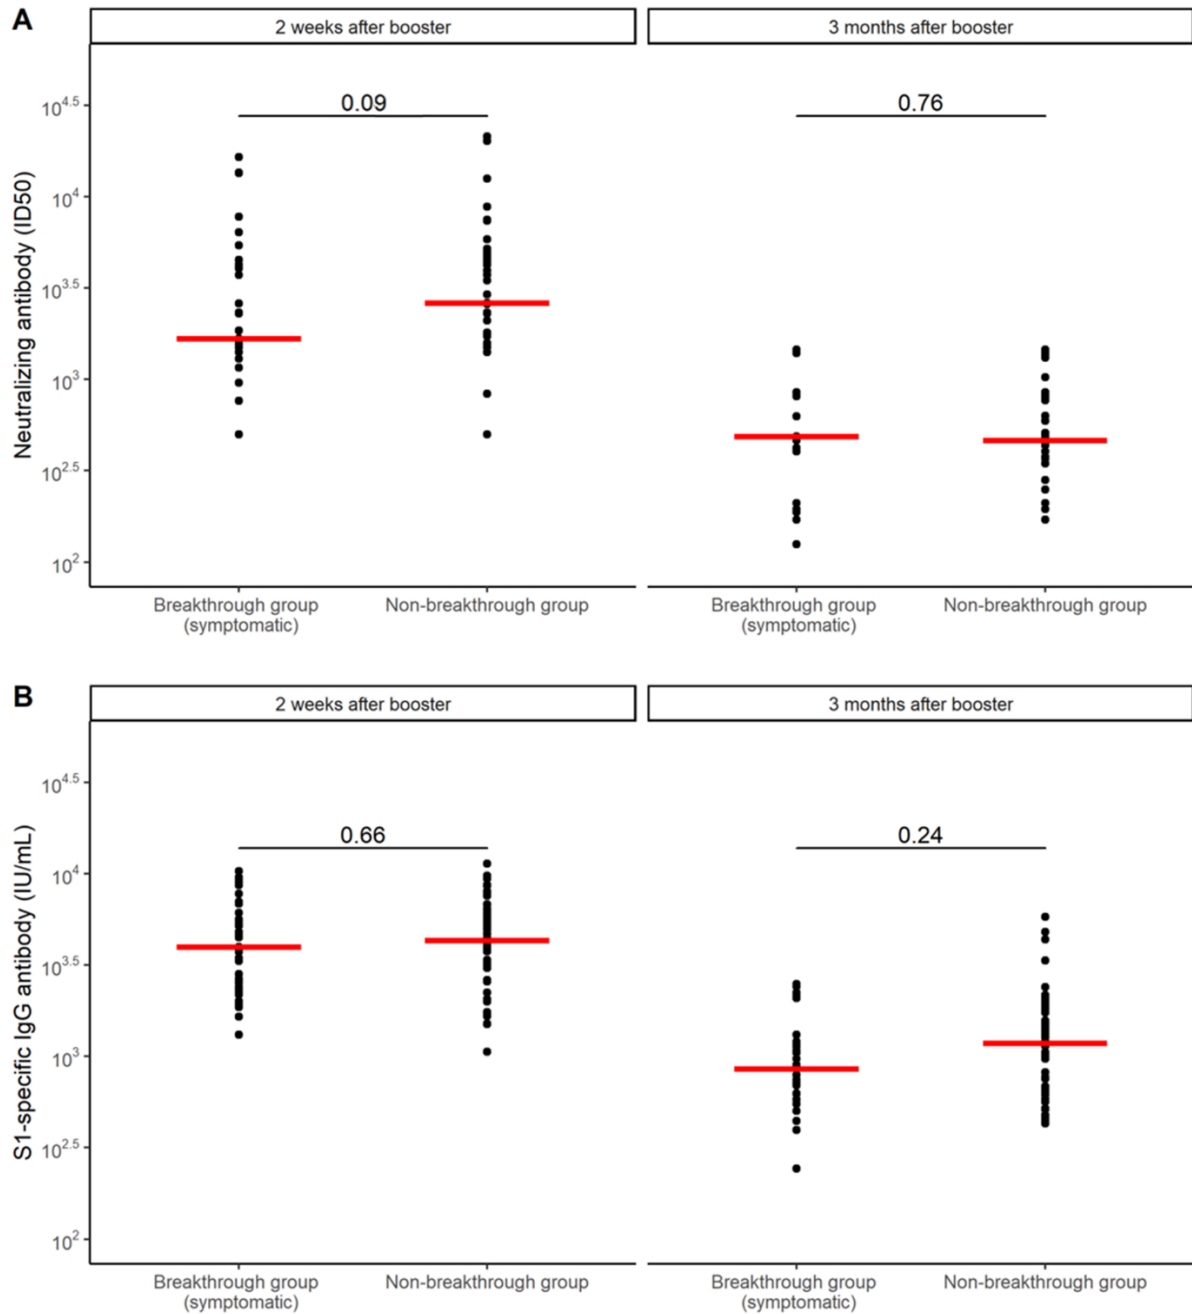 A
2 weeks after booster
3 months after booster
Neutralizing antibody (ID50)
10^4.5
10^4
10^3.5
10^3
10^2.5
10^2
0.09
0.76
Breakthrough group
(symptomatic)
Non-breakthrough group
Breakthrough group
(symptomatic)
Non-breakthrough group
B
2 weeks after booster
3 months after booster
S1-specific IgG antibody (IU/mL)
10^4.5
10^4
10^3.5
10^3
10^2.5
10^2
0.66
0.24
Breakthrough group
(symptomatic)
Non-breakthrough group
Breakthrough group
(symptomatic)
Non-breakthrough group